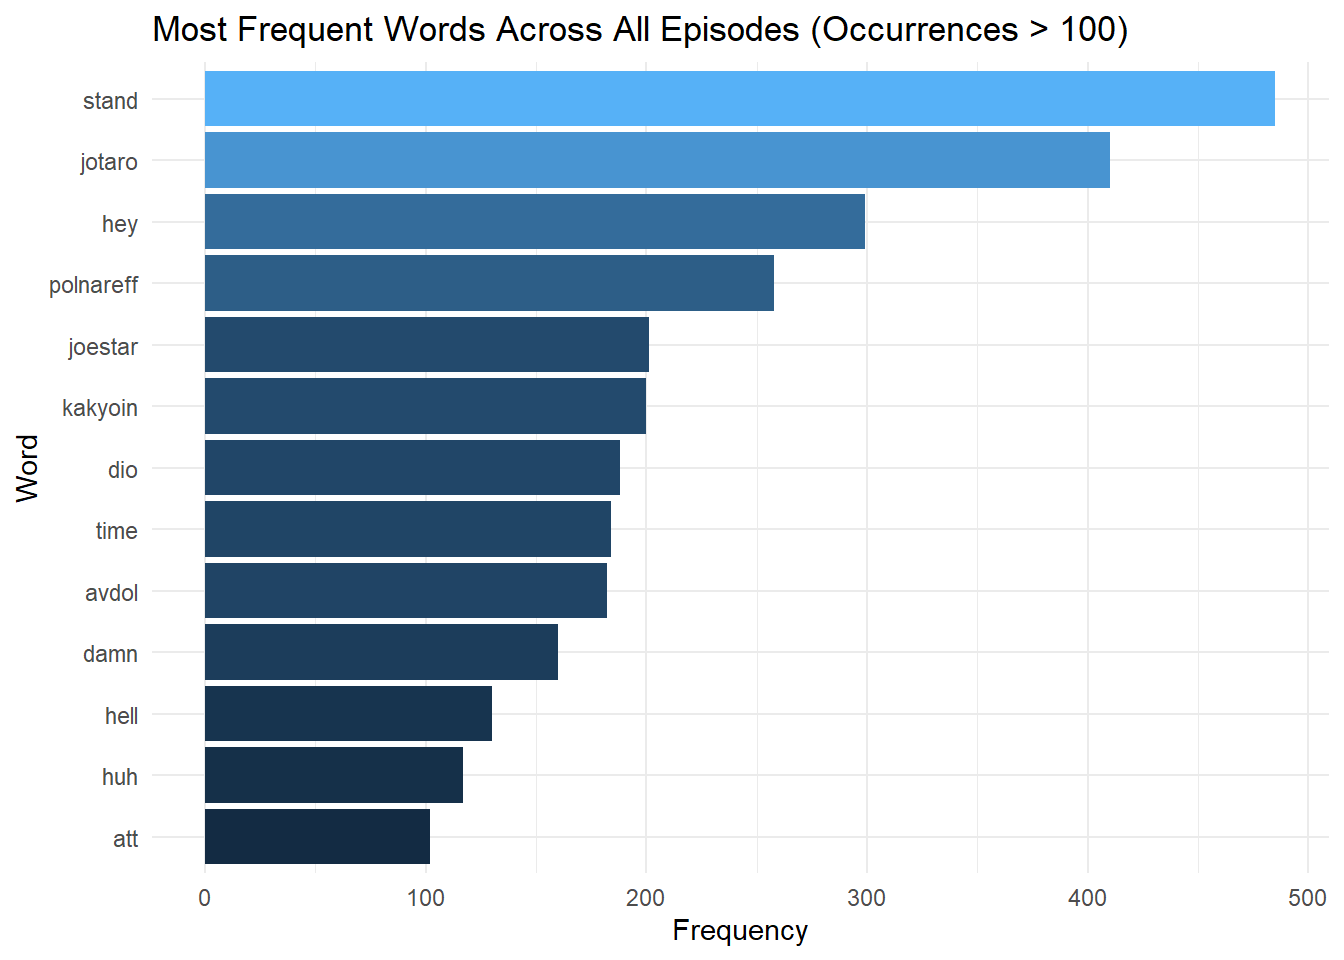 Most Frequent Words Across All Episodes (Occurrences > 100)
stand
jotaro
hey
polnareff
joestar
kakyoin
dio
time
avdol
damn
hell
huh
att
Word
0 100 200 300 400 500
Frequency